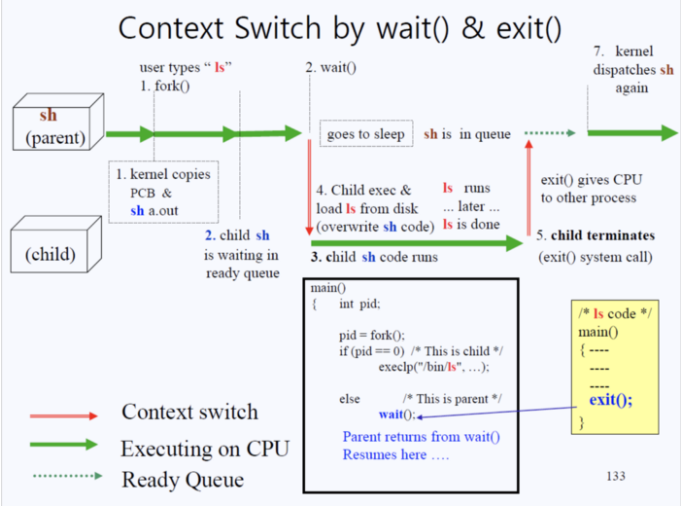 Context Switch by wait() & exit()
user types “ ls”
1. fork()
2. wait()
7. kernel
dispatches sh
again
sh
(parent)
goes to sleep
sh is in queue
1. kernel copies
PCB &
sh a.out
4. Child exec &
load ls from disk
(overwrite sh code)
ls runs
... later ...
ls is done
exit() gives CPU
to other process
(child)
2. child sh
is waiting in
ready queue
3. child sh code runs
5. child terminates
(exit() system call)
main()
{ int pid;
pid = fork();
if (pid == 0) /* This is child */
execlp("/bin/ls", ...);
else /* This is parent */
wait();
Parent returns from wait()
Resumes here ....
/* ls code */
main()
{ ----
----
----
exit();
}
Context switch
Executing on CPU
Ready Queue
133